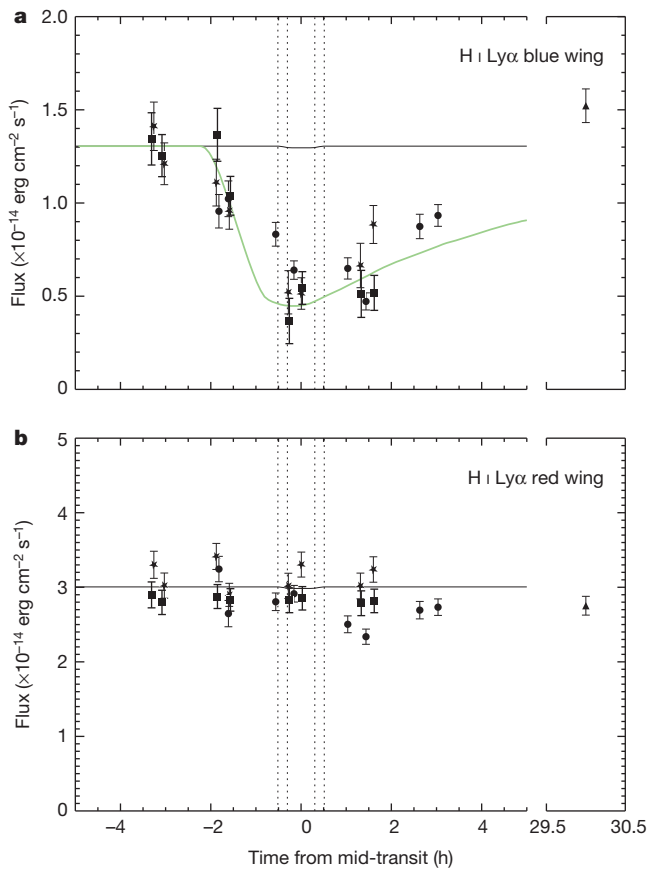 a
2.0
H I Lyα blue wing
1.5
1.0
0.5
0
Flux (×10⁻¹⁴ erg cm⁻² s⁻¹)
b
5
H I Lyα red wing
4
3
2
1
0
Flux (×10⁻¹⁴ erg cm⁻² s⁻¹)
−4 −2 0 2 4 29.5 30.5
Time from mid-transit (h)